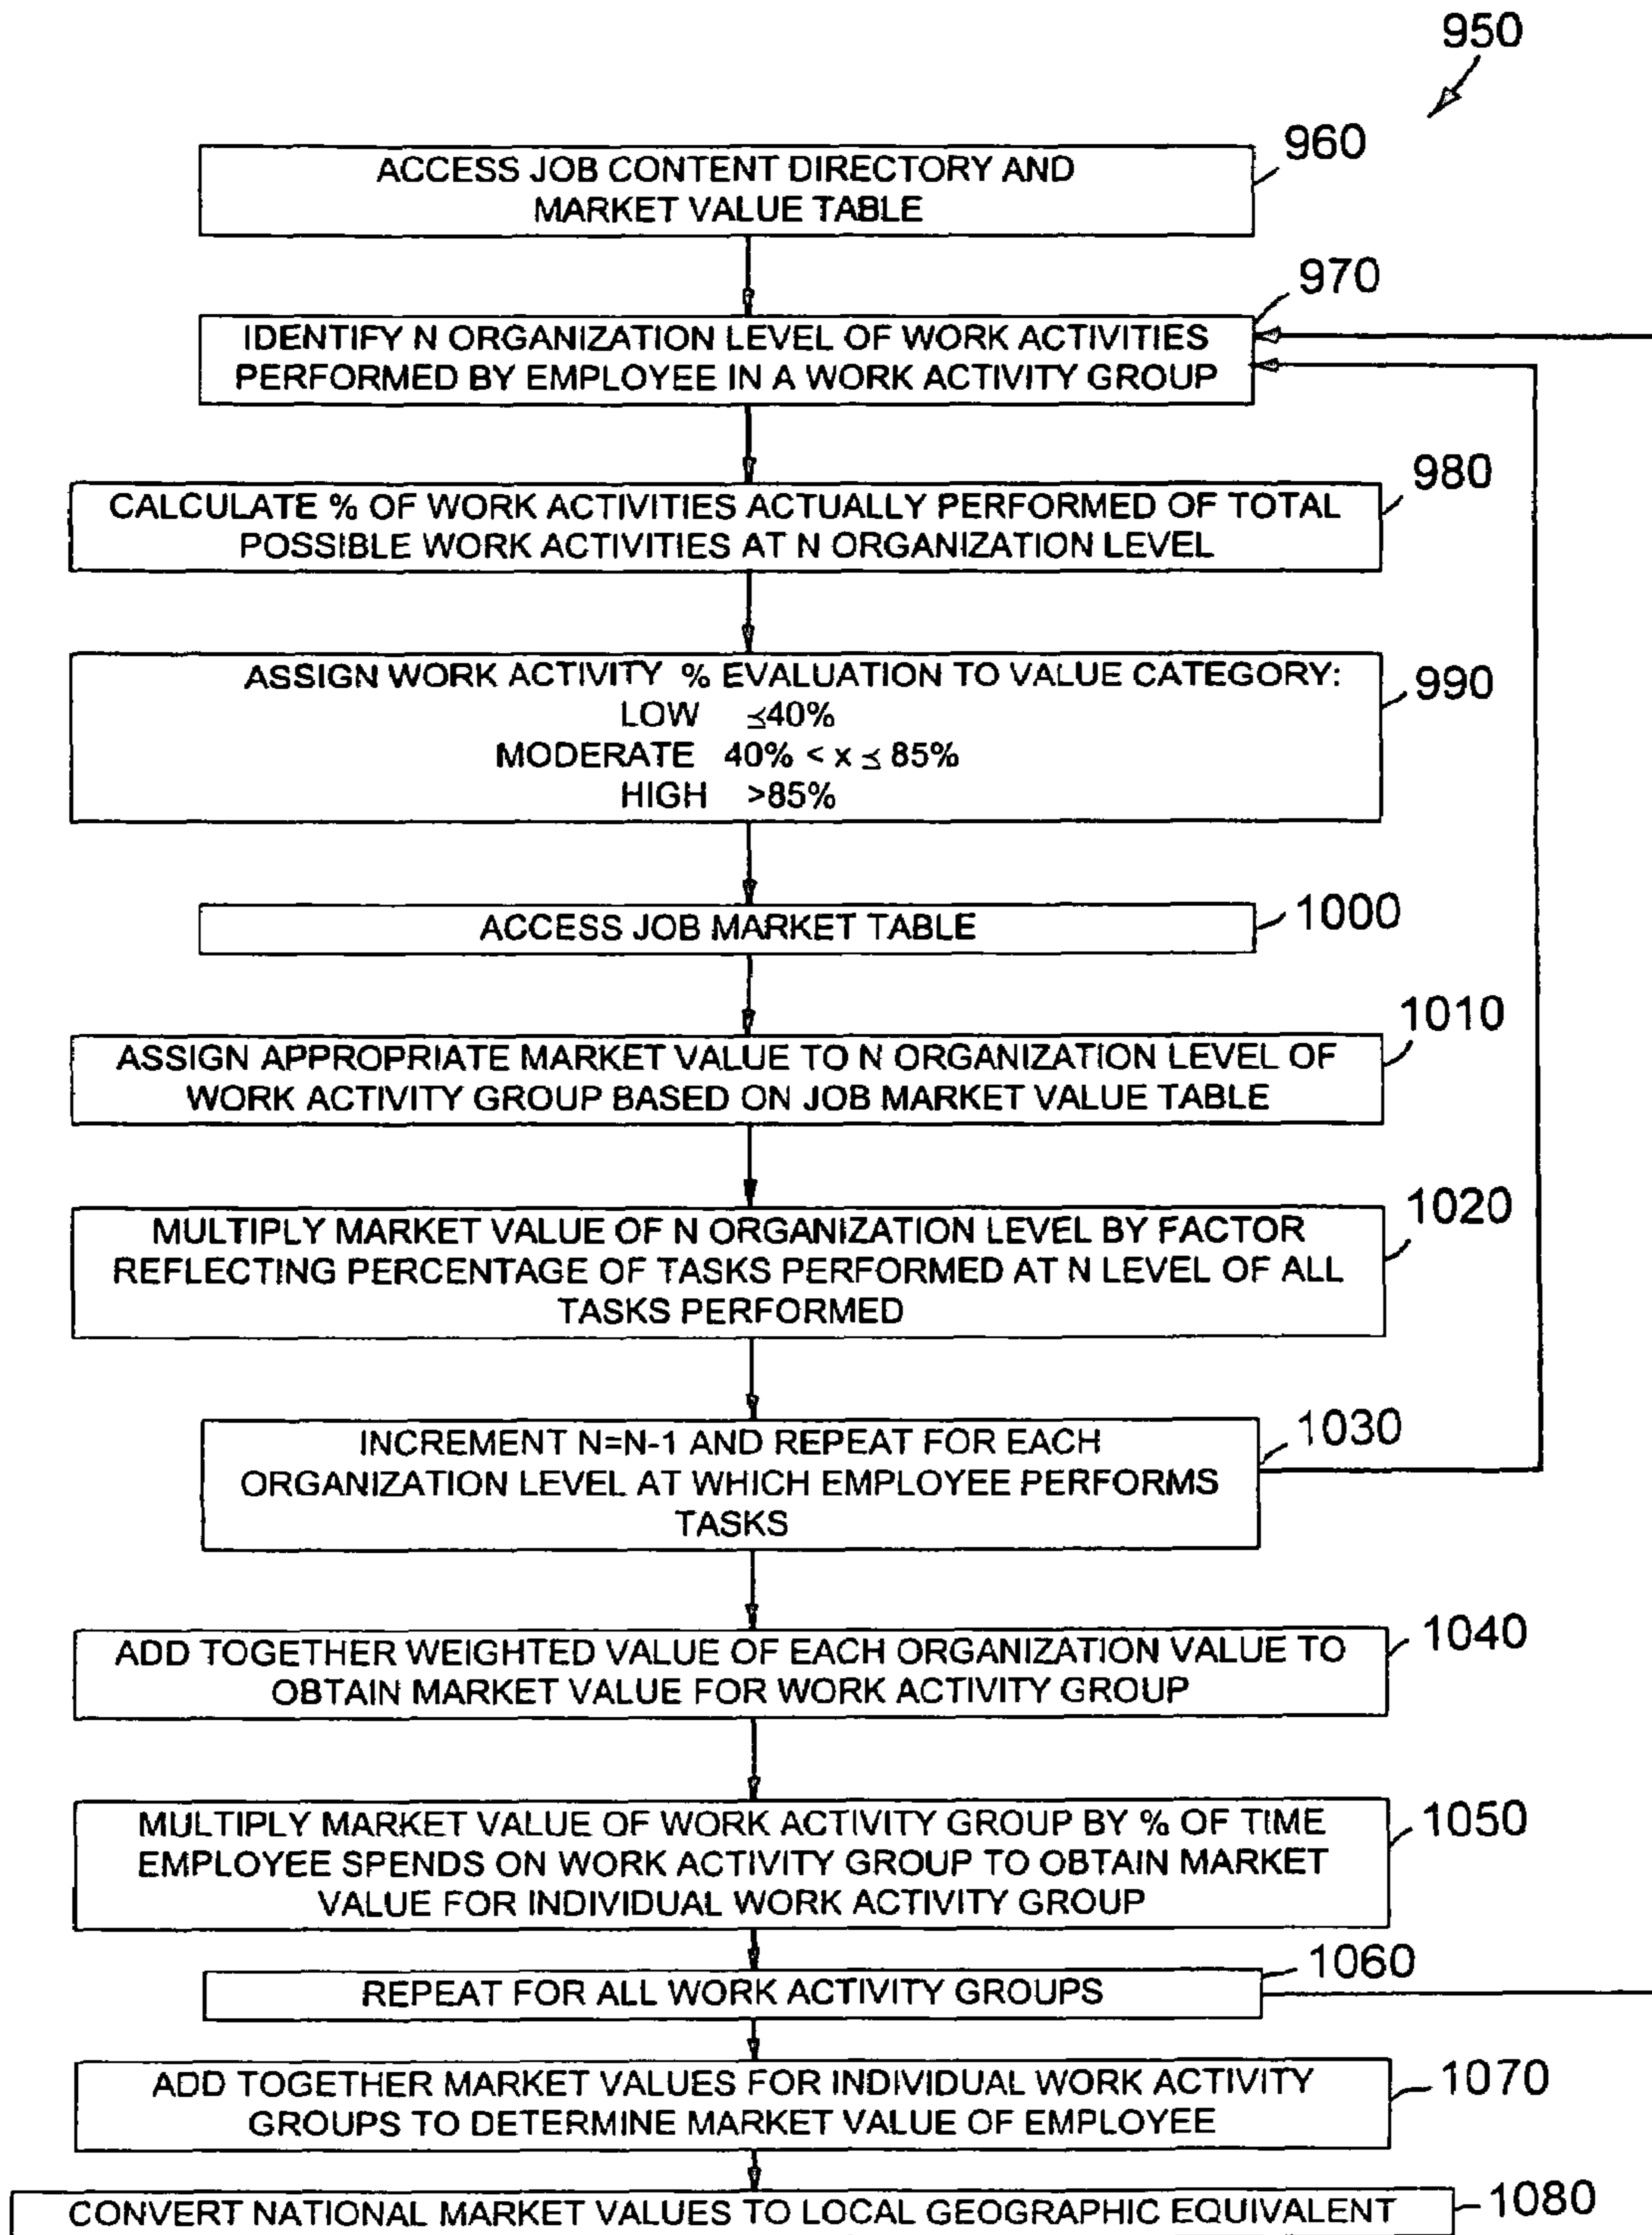 950
960
ACCESS JOB CONTENT DIRECTORY AND
MARKET VALUE TABLE
970
IDENTIFY N ORGANIZATION LEVEL OF WORK ACTIVITIES
PERFORMED BY EMPLOYEE IN A WORK ACTIVITY GROUP
980
CALCULATE % OF WORK ACTIVITIES ACTUALLY PERFORMED OF TOTAL
POSSIBLE WORK ACTIVITIES AT N ORGANIZATION LEVEL
990
ASSIGN WORK ACTIVITY % EVALUATION TO VALUE CATEGORY:
LOW ≤40%
MODERATE 40% < x ≤ 85%
HIGH >85%
1000
ACCESS JOB MARKET TABLE
1010
ASSIGN APPROPRIATE MARKET VALUE TO N ORGANIZATION LEVEL OF
WORK ACTIVITY GROUP BASED ON JOB MARKET VALUE TABLE
1020
MULTIPLY MARKET VALUE OF N ORGANIZATION LEVEL BY FACTOR
REFLECTING PERCENTAGE OF TASKS PERFORMED AT N LEVEL OF ALL
TASKS PERFORMED
1030
INCREMENT N=N-1 AND REPEAT FOR EACH
ORGANIZATION LEVEL AT WHICH EMPLOYEE PERFORMS
TASKS
1040
ADD TOGETHER WEIGHTED VALUE OF EACH ORGANIZATION VALUE TO
OBTAIN MARKET VALUE FOR WORK ACTIVITY GROUP
1050
MULTIPLY MARKET VALUE OF WORK ACTIVITY GROUP BY % OF TIME
EMPLOYEE SPENDS ON WORK ACTIVITY GROUP TO OBTAIN MARKET
VALUE FOR INDIVIDUAL WORK ACTIVITY GROUP
1060
REPEAT FOR ALL WORK ACTIVITY GROUPS
1070
ADD TOGETHER MARKET VALUES FOR INDIVIDUAL WORK ACTIVITY
GROUPS TO DETERMINE MARKET VALUE OF EMPLOYEE
1080
CONVERT NATIONAL MARKET VALUES TO LOCAL GEOGRAPHIC EQUIVALENT